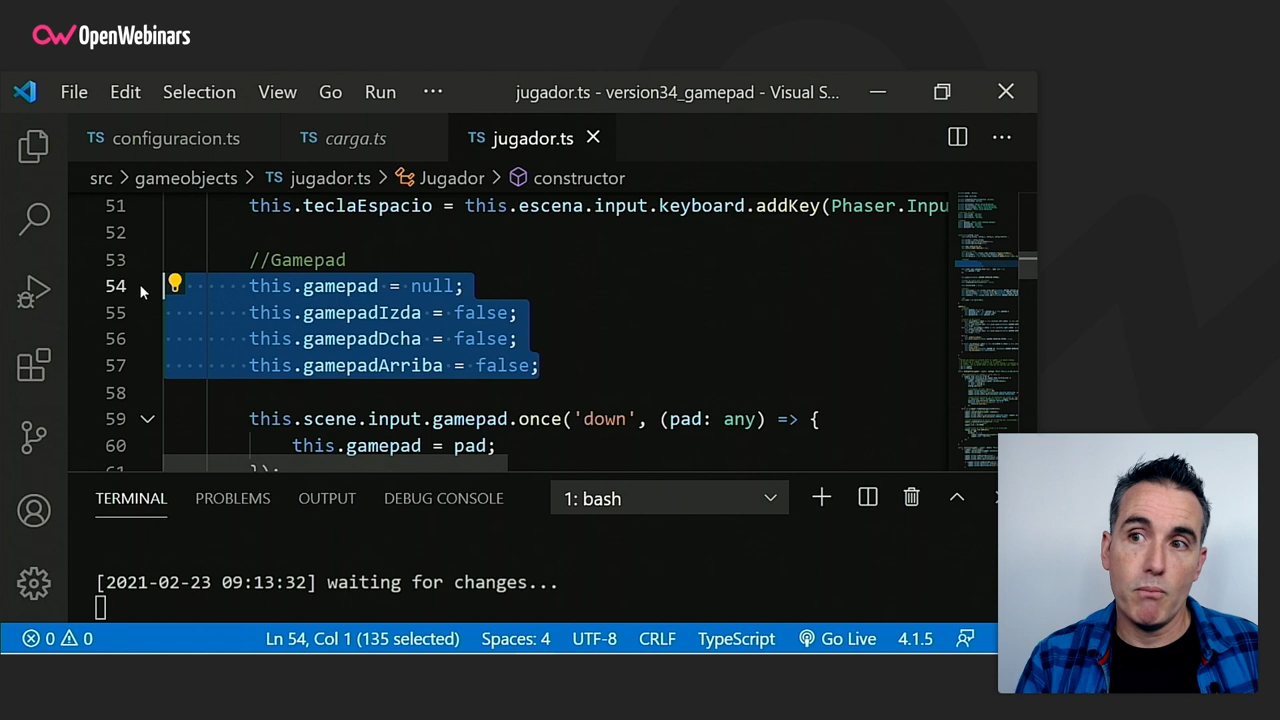 OpenWebinars
File Edit Selection View Go Run ··· jugador.ts - version34_gamepad - Visual S...
TS configuracion.ts TS carga.ts TS jugador.ts
src > gameobjects > TS jugador.ts > Jugador > constructor
51 this.teclaEspacio = this.escena.input.keyboard.addKey(Phaser.Inpu
52
53 //Gamepad
54 this.gamepad = null;
55 this.gamepadIzda = false;
56 this.gamepadDcha = false;
57 this.gamepadArriba = false;
58
59 this.scene.input.gamepad.once('down', (pad: any) => {
60 this.gamepad = pad;
61 });
TERMINAL PROBLEMS OUTPUT DEBUG CONSOLE 1: bash
[2021-02-23 09:13:32] waiting for changes...
0 0 Ln 54, Col 1 (135 selected) Spaces: 4 UTF-8 CRLF TypeScript Go Live 4.1.5